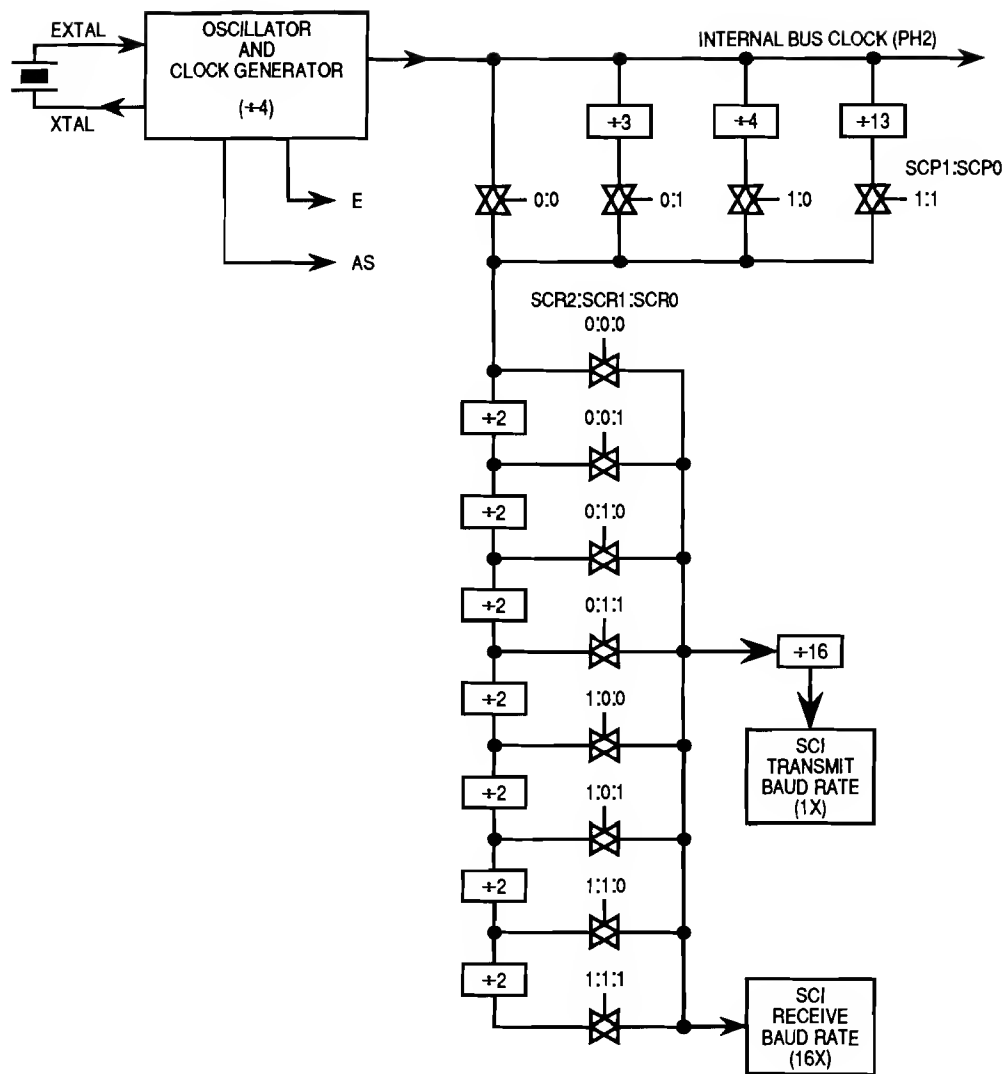 EXTAL
XTAL
OSCILLATOR
AND
CLOCK GENERATOR
(÷4)
E
AS
INTERNAL BUS CLOCK (PH2)
÷3
÷4
÷13
SCP1:SCP0
0:0
0:1
1:0
1:1
SCR2:SCR1:SCR0
0:0:0
÷2
0:0:1
÷2
0:1:0
÷2
0:1:1
÷16
÷2
1:0:0
SCI
TRANSMIT
BAUD RATE
(1X)
÷2
1:0:1
÷2
1:1:0
÷2
1:1:1
SCI
RECEIVE
BAUD RATE
(16X)